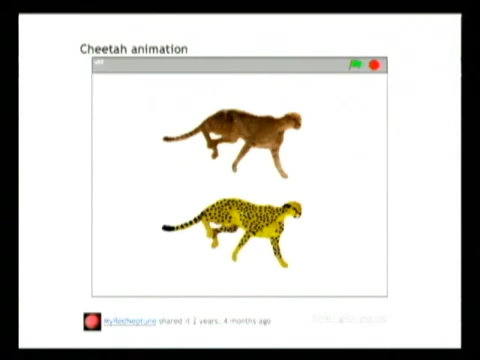 Cheetah animation
MyRedNeptune shared it 2 years, 4 months ago